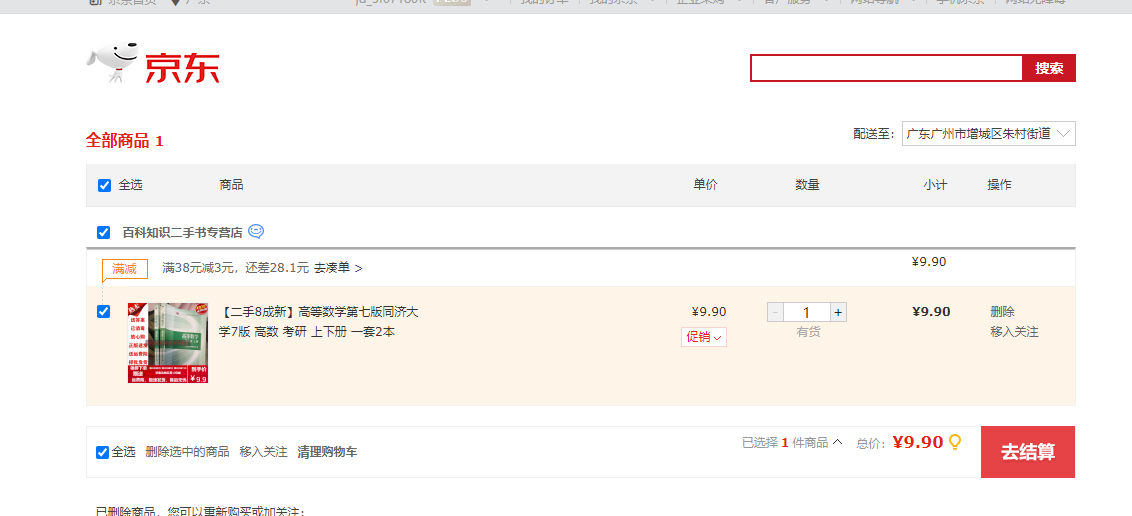 京东
搜索
全部商品 1
配送至：
广东广州市增城区朱村街道
全选
商品
单价
数量
小计
操作
百科知识二手书专营店
满减
满38元减3元，还差28.1元 去凑单 >
¥9.90
【二手8成新】高等数学第七版同济大
学7版 高数 考研 上下册 一套2本
¥9.90
促销
- 1 +
有货
¥9.90
删除
移入关注
全选
删除选中的商品
移入关注
清理购物车
已选择 1 件商品
总价：
¥9.90
去结算
已删除商品，您可以重新购买或加关注：